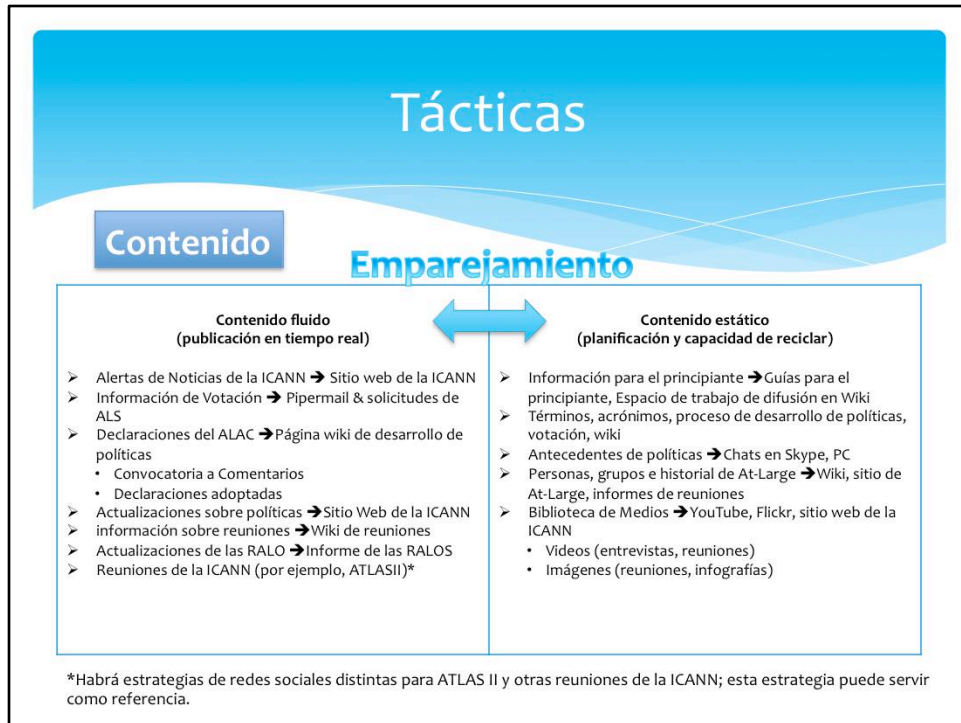 Tácticas
Contenido
Emparejamiento
Contenido fluido
(publicación en tiempo real)
➢ Alertas de Noticias de la ICANN ➔ Sitio web de la ICANN
➢ Información de Votación ➔ Pipermail & solicitudes de
ALS
➢ Declaraciones del ALAC ➔Página wiki de desarrollo de
políticas
• Convocatoria a Comentarios
• Declaraciones adoptadas
➢ Actualizaciones sobre políticas ➔Sitio Web de la ICANN
➢ información sobre reuniones ➔Wiki de reuniones
➢ Actualizaciones de las RALO ➔Informe de las RALOS
➢ Reuniones de la ICANN (por ejemplo, ATLASII)*
Contenido estático
(planificación y capacidad de reciclar)
➢ Información para el principiante ➔Guías para el
principiante, Espacio de trabajo de difusión en Wiki
➢ Términos, acrónimos, proceso de desarrollo de políticas,
votación, wiki
➢ Antecedentes de políticas ➔Chats en Skype, PC
➢ Personas, grupos e historial de At-Large ➔Wiki, sitio de
At-Large, informes de reuniones
➢ Biblioteca de Medios ➔YouTube, Flickr, sitio web de la
ICANN
• Videos (entrevistas, reuniones)
• Imágenes (reuniones, infografías)
*Habrá estrategias de redes sociales distintas para ATLAS II y otras reuniones de la ICANN; esta estrategia puede servir
como referencia.